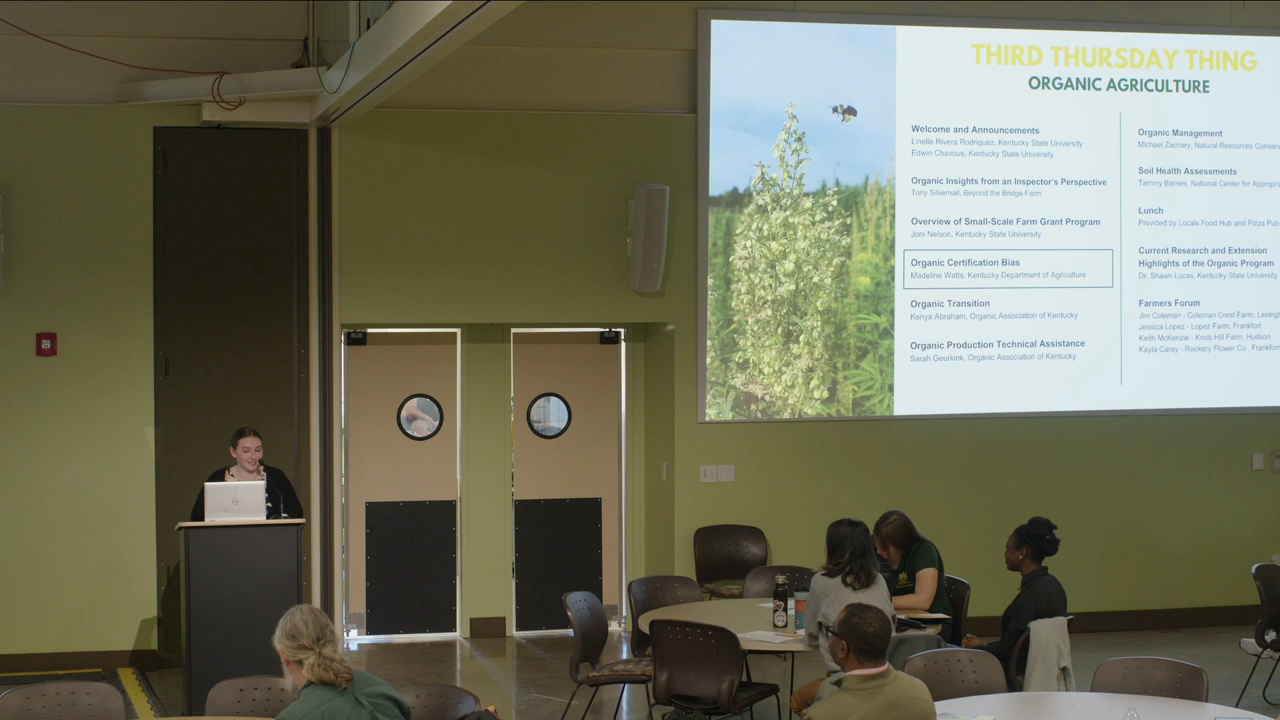 THIRD THURSDAY THING
ORGANIC AGRICULTURE
Welcome and Announcements
Linelle Rivera Rodriguez, Kentucky State University
Edwin Chavous, Kentucky State University
Organic Insights from an Inspector's Perspective
Tony Silvernail, Beyond the Bridge Farm
Overview of Small-Scale Farm Grant Program
Joni Nelson, Kentucky State University
Organic Certification Bias
Madeline Watts, Kentucky Department of Agriculture
Organic Transition
Kenya Abraham, Organic Association of Kentucky
Organic Production Technical Assistance
Sarah Geurkink, Organic Association of Kentucky
Organic Management
Michael Zachary, Natural Resources Conserv
Soil Health Assessments
Tammy Barnes, National Center for Appropri
Lunch
Provided by Locals Food Hub and Pizza Pub
Current Research and Extension
Highlights of the Organic Program
Dr. Shawn Lucas, Kentucky State University
Farmers Forum
Jim Coleman - Coleman Crest Farm, Lexingt
Jessica Lopez - Lopez Farm, Frankfort
Keith McKenzie - Knob Hill Farm, Hudson
Kayla Carey - Rockery Flower Co., Frankfort